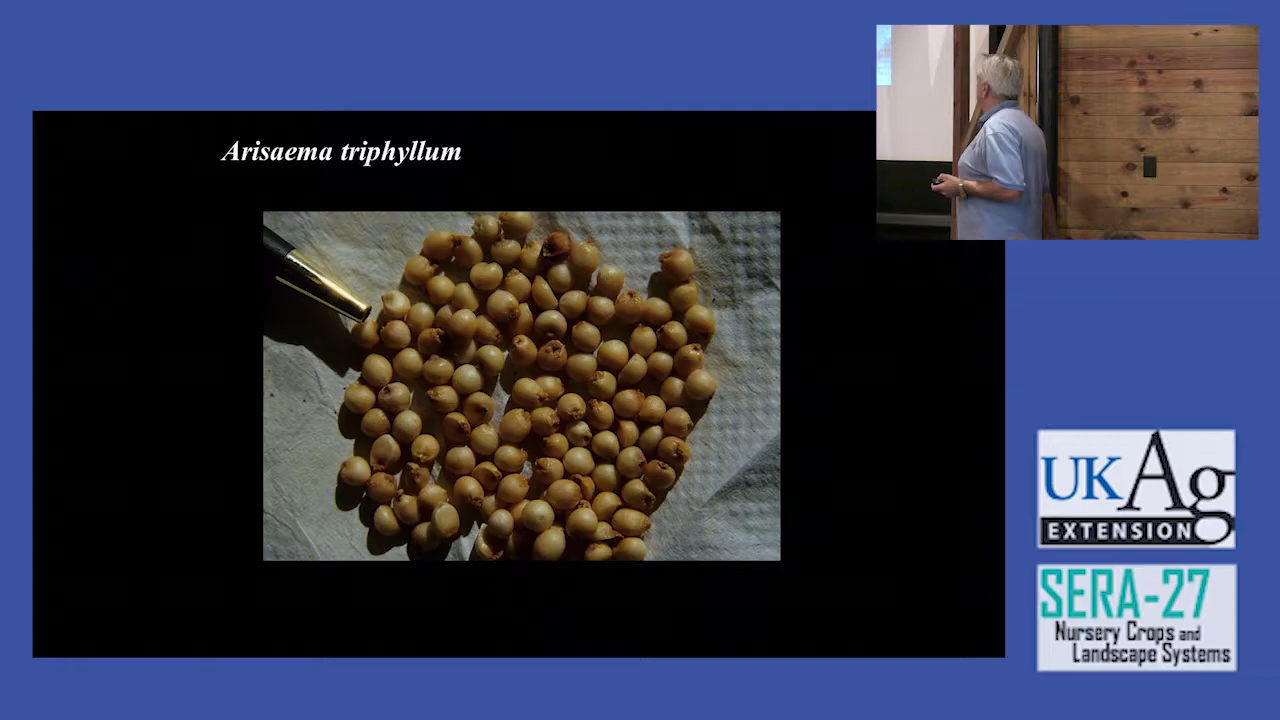 Arisaema triphyllum
UKAg
EXTENSION
SERA-27
Nursery Crops and
Landscape Systems